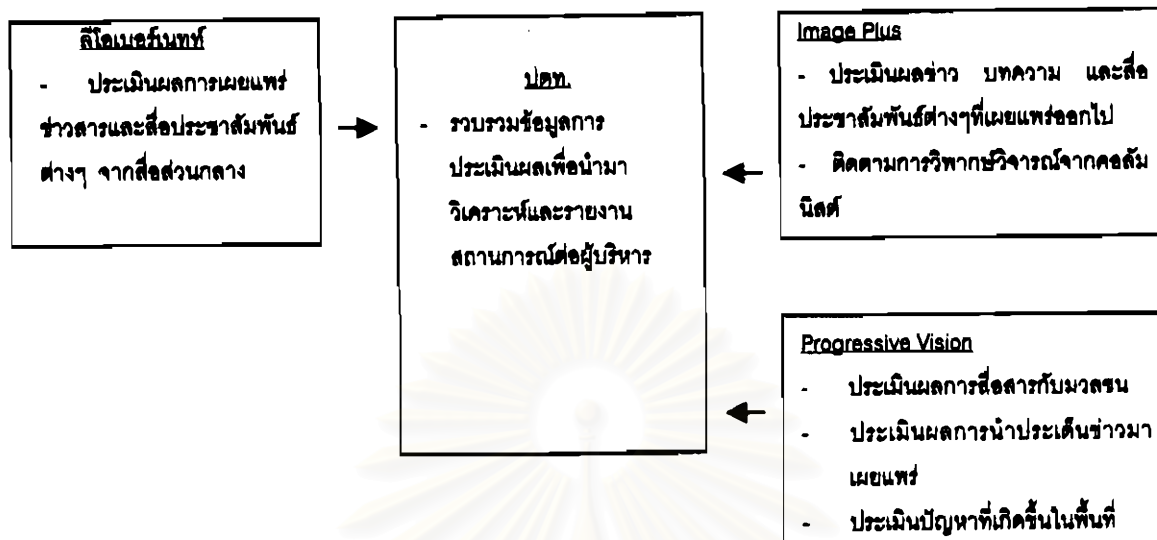 ลีโอเบอร์เนทท์
- ประเมินผลการเผยแพร่
ข่าวสารและสื่อประชาสัมพันธ์
ต่างๆ จากสื่อส่วนกลาง
ปตท.
- รวบรวมข้อมูลการ
ประเมินผลเพื่อนำมา
วิเคราะห์และรายงาน
สถานการณ์ต่อผู้บริหาร
Image Plus
- ประเมินผลข่าว บทความ และสื่อ
ประชาสัมพันธ์ต่างๆที่เผยแพร่ออกไป
- ติดตามการวิพากษ์วิจารณ์จากคอลัม
นิสต์
Progressive Vision
- ประเมินผลการสื่อสารกับมวลชน
- ประเมินผลการนำประเด็นข่าวมา
เผยแพร่
- ประเมินปัญหาที่เกิดขึ้นในพื้นที่